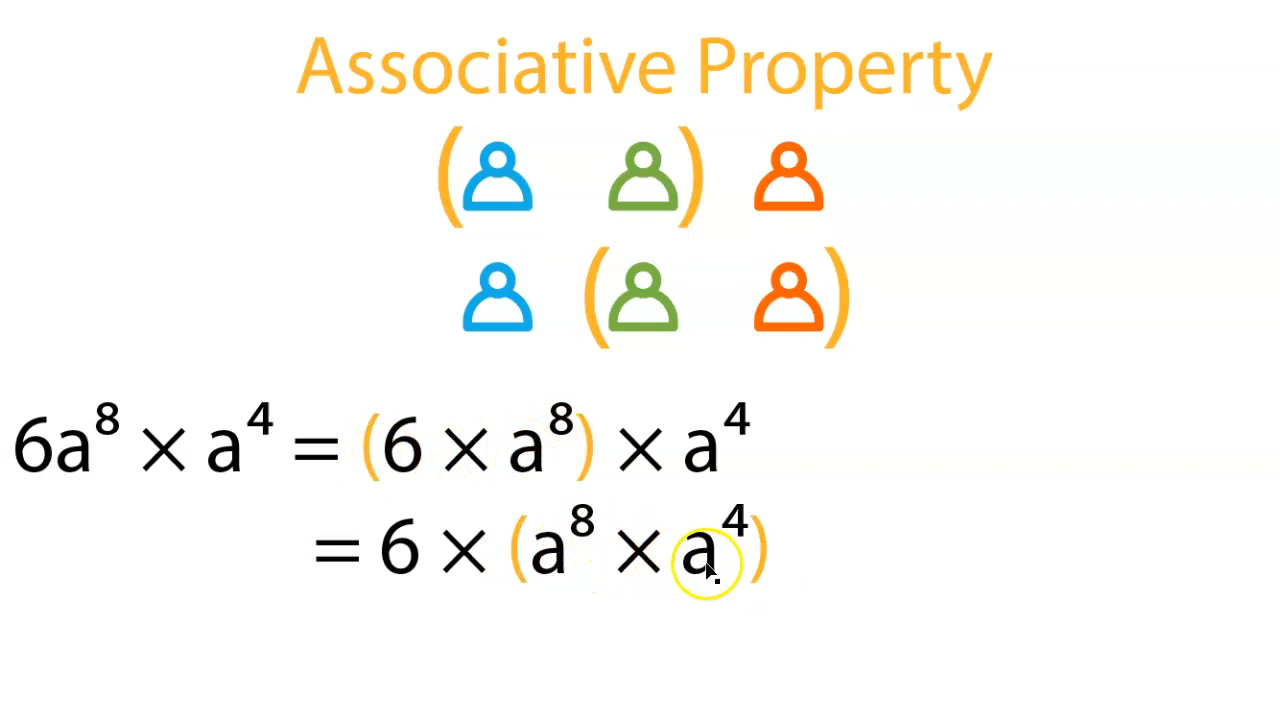 Associative Property
( )
( )
6a⁸ × a⁴ = (6 × a⁸) × a⁴
= 6 × (a⁸ × a⁴)